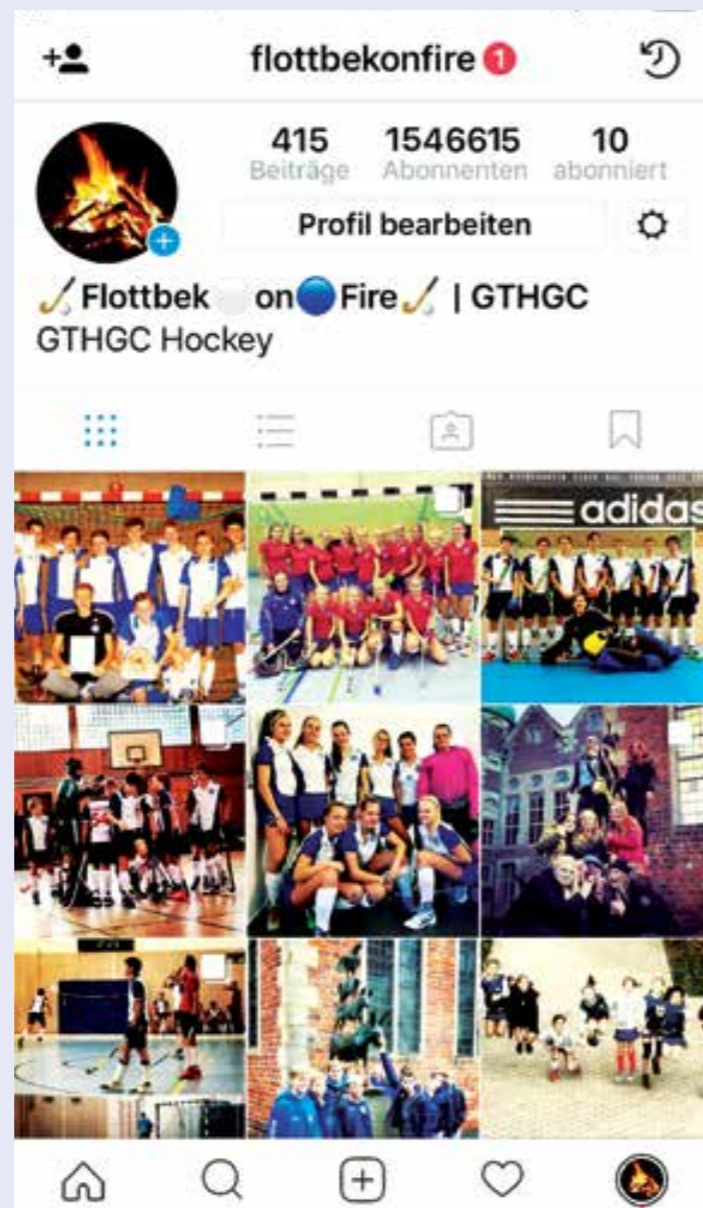 flottbekonfire 1
415 1546615 10
Beiträge Abonnenten abonniert
Profil bearbeiten
🏑Flottbek⚪on🔵Fire🏑 | GTHGC
GTHGC Hockey
adidas